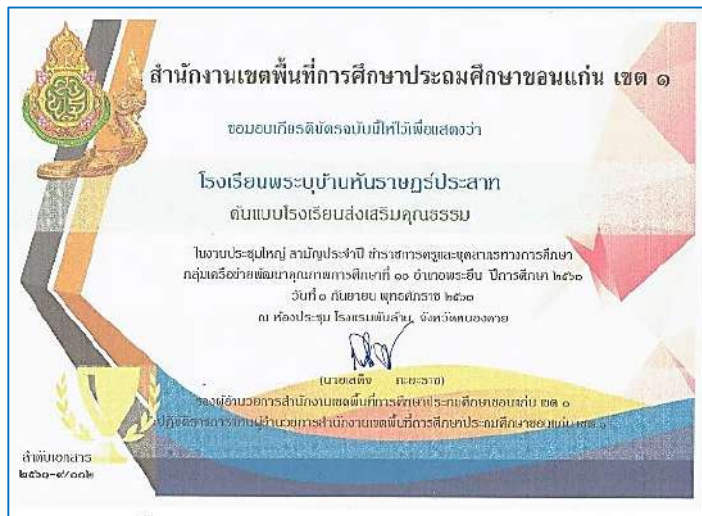 สำนักงานเขตพื้นที่การศึกษาประถมศึกษาขอนแก่น เขต ๑
ขอมอบเกียรติบัตรฉบับนี้ให้ไว้เพื่อแสดงว่า
โรงเรียนพระบุบ้านหันราษฎร์ประสาท
ต้นแบบโรงเรียนส่งเสริมคุณธรรม
ในงานประชุมใหญ่ สามัญประจำปี ข้าราชการครูและบุคลากรทางการศึกษา
กลุ่มเครือข่ายพัฒนาคุณภาพการศึกษาที่ ๑๐ อำเภอพระยืน ปีการศึกษา ๒๕๖๑
วันที่ ๑ กันยายน พุทธศักราช ๒๕๖๑
ณ ห้องประชุม โรงแรมพันล้าน จังหวัดหนองคาย
รองผู้อำนวยการสำนักงานเขตพื้นที่การศึกษาประถมศึกษาขอนแก่น เขต ๑
ปฏิบัติราชการแทนผู้อำนวยการสำนักงานเขตพื้นที่การศึกษาประถมศึกษาขอนแก่น เขต ๑
ลำดับเอกสาร